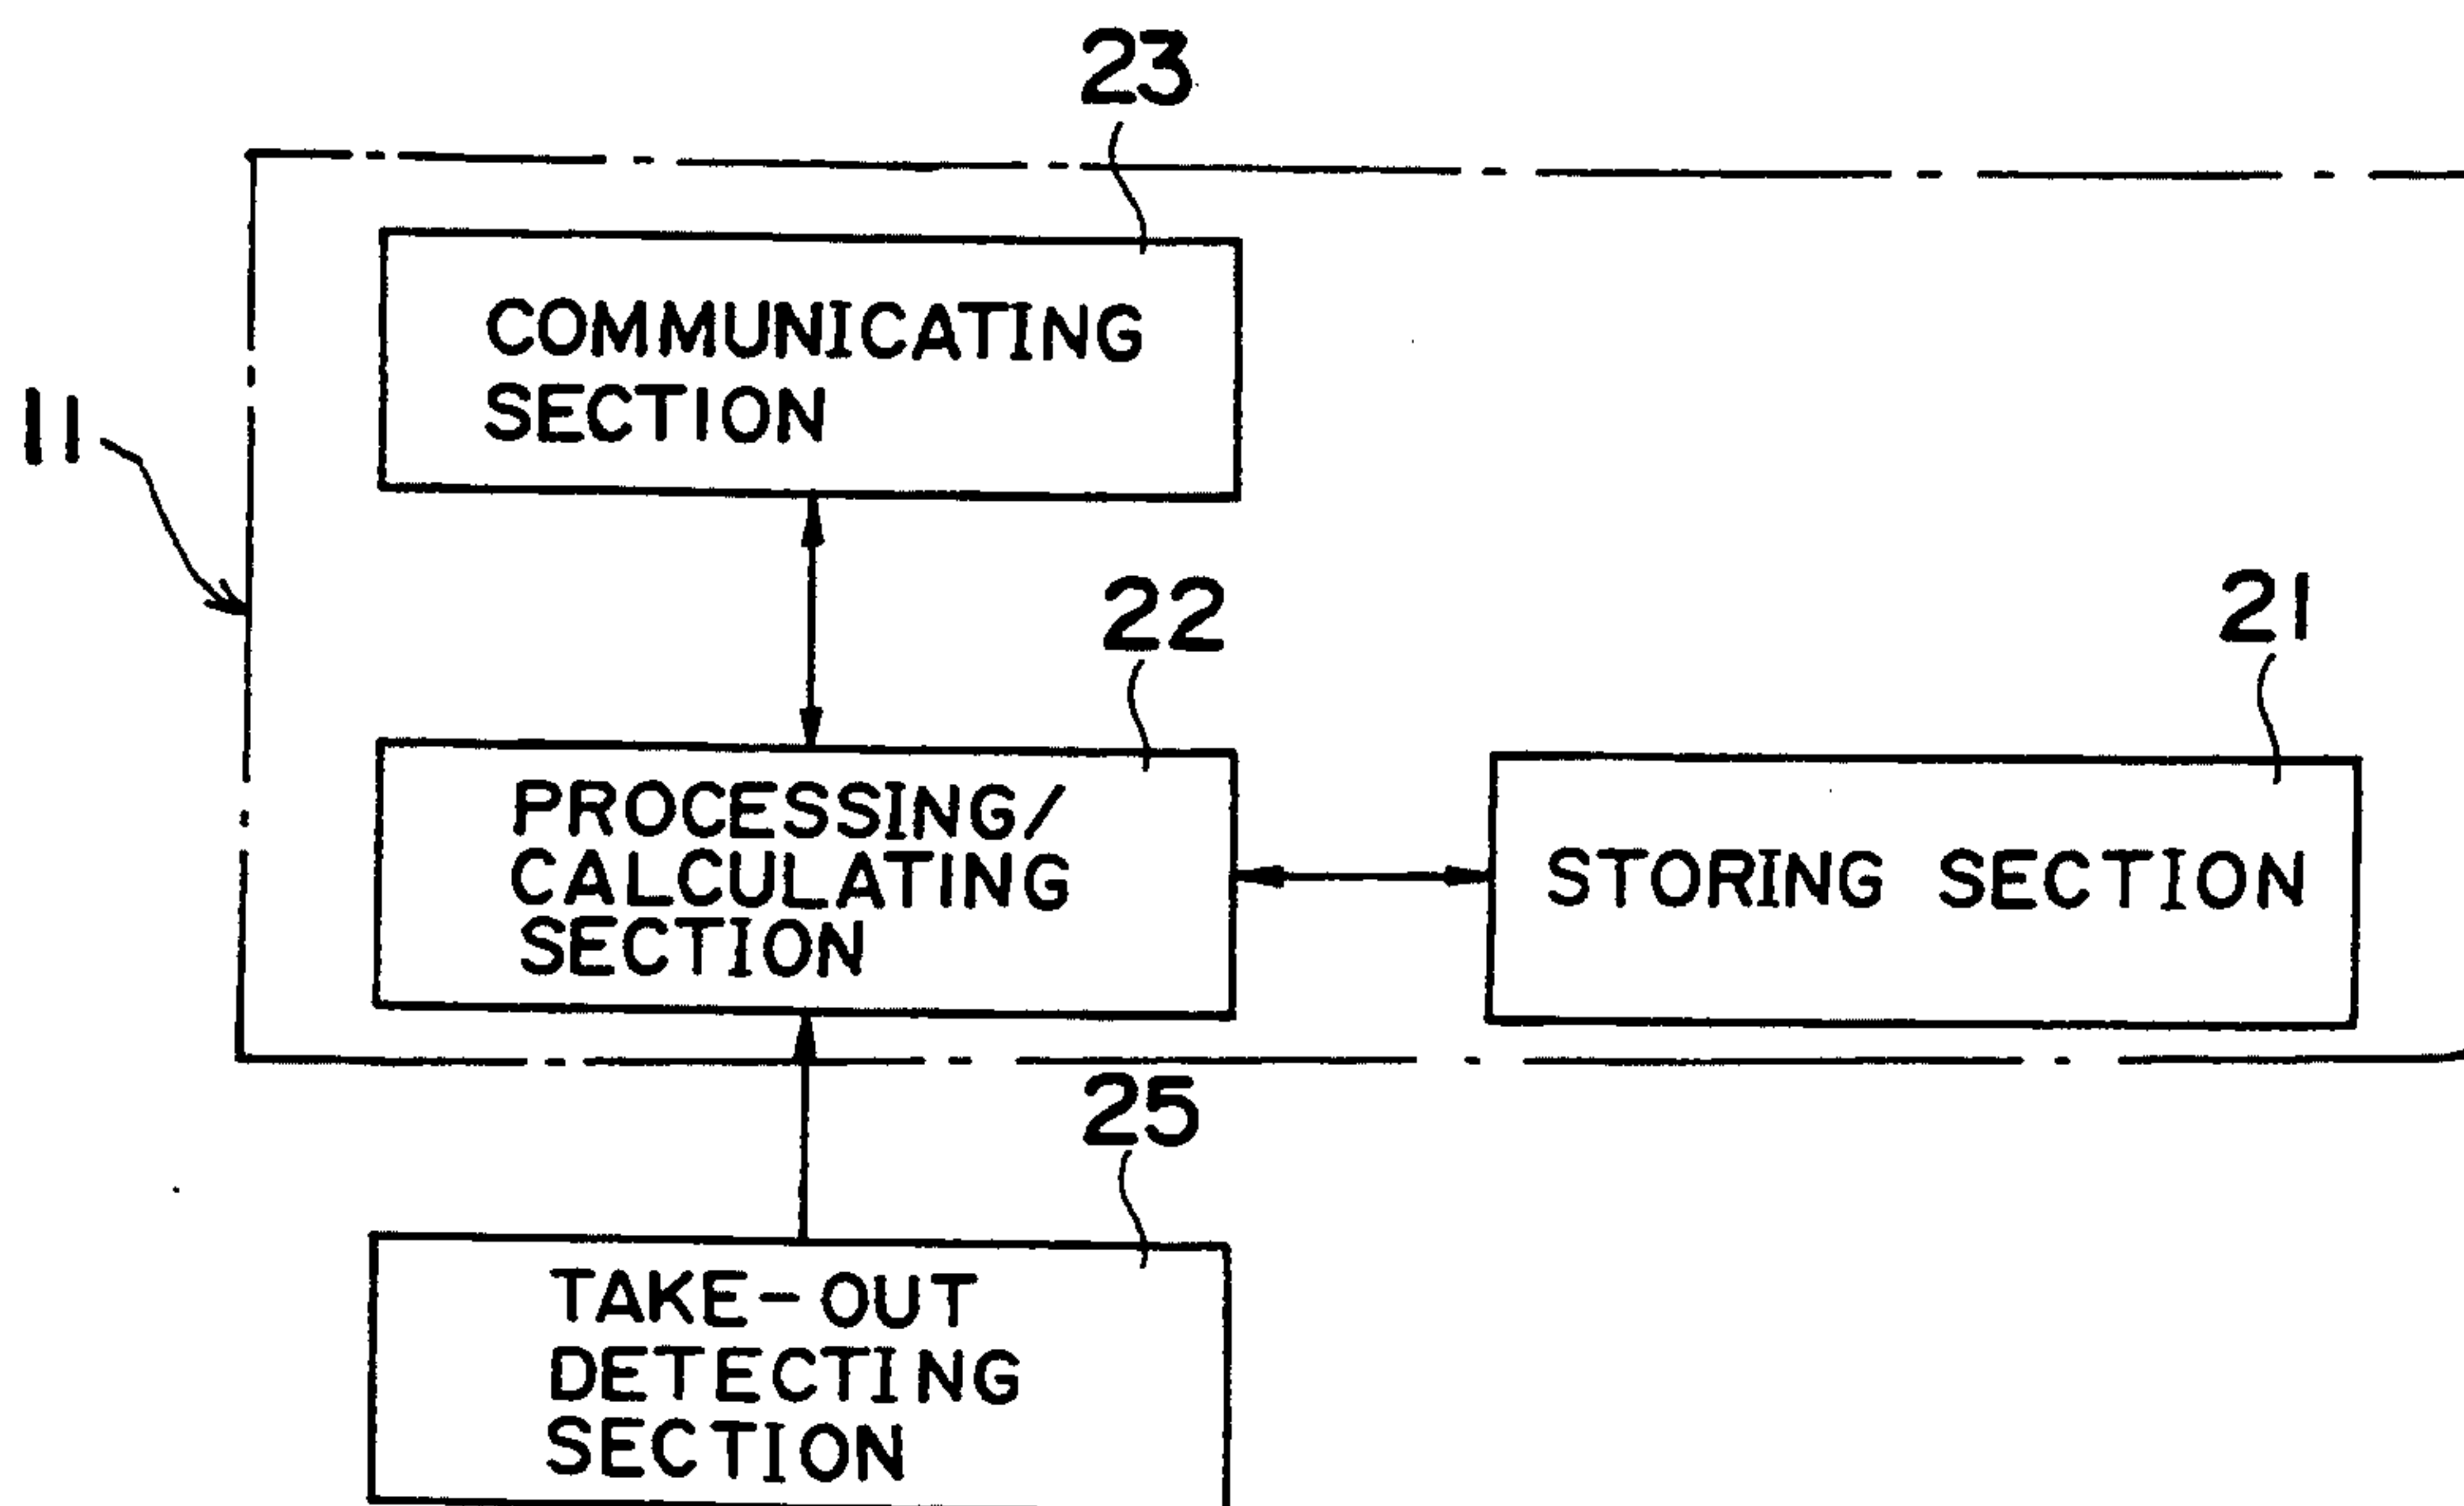 23
COMMUNICATING
SECTION
11
22
21
PROCESSING/
CALCULATING
SECTION
STORING SECTION
25
TAKE-OUT
DETECTING
SECTION